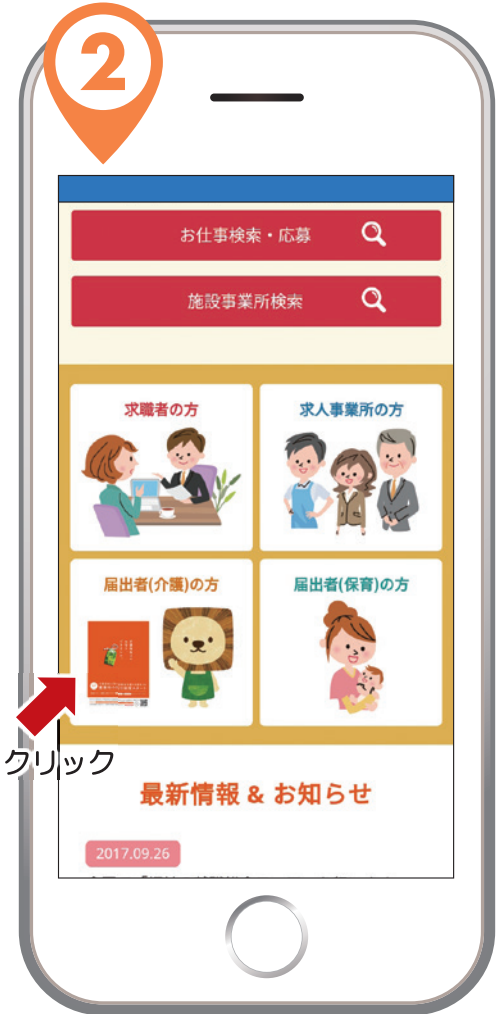 2
お仕事検索・応募
施設事業所検索
求職者の方
求人事業所の方
届出者(介護)の方
届出者(保育)の方
クリック
最新情報 & お知らせ
2017.09.26